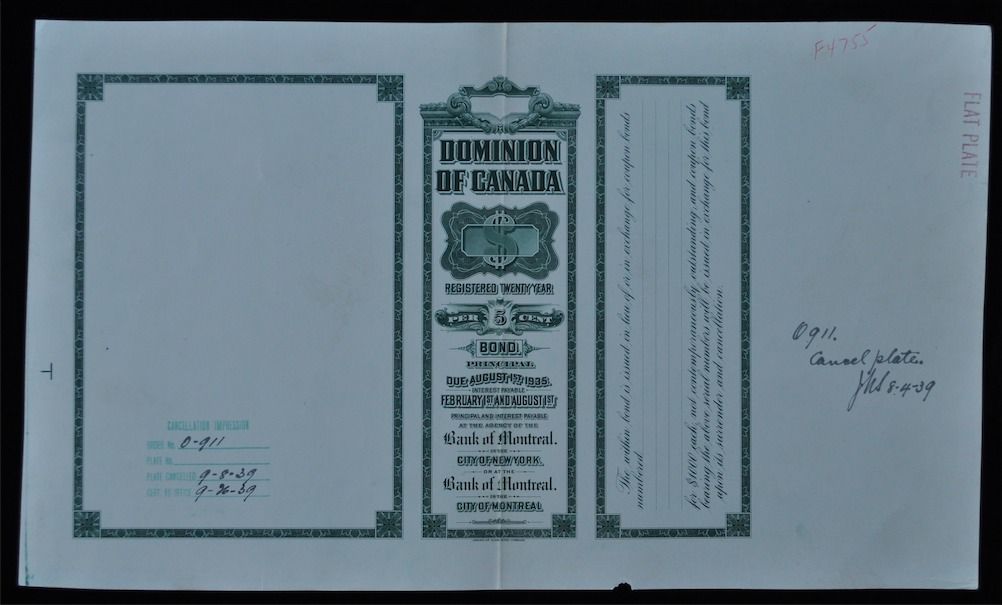 F4755
FLAT PLATE
DOMINION
OF CANADA
$
REGISTERED TWENTY YEAR
PER 5 CENT
BOND.
PRINCIPAL
DUE AUGUST 1ST 1935.
INTEREST PAYABLE
FEBRUARY 1ST AND AUGUST 1ST
PRINCIPAL AND INTEREST PAYABLE
AT THE AGENCY OF THE
Bank of Montreal.
IN THE
CITY OF NEW YORK.
OR AT THE
Bank of Montreal.
IN THE
CITY OF MONTREAL
The within bond is issued in lieu of or in exchange for coupon bonds
numbered
for $1000 each, not contemporaneously outstanding, and coupon bonds
bearing the above serial numbers will be issued in exchange for this bond
upon its surrender and cancellation.
O 911.
Cancel plate.
8-4-39
CANCELLATION IMPRESSION
ORDER No. O-911
PLATE No.
PLATE CANCELLED 9-8-39
CERT. TO OFFICE 9-26-39